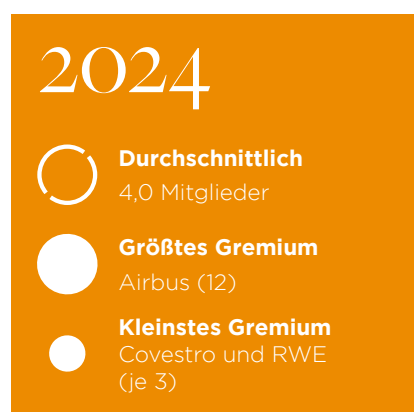 2024
Durchschnittlich
4,0 Mitglieder
Größtes Gremium
Airbus (12)
Kleinstes Gremium
Covestro und RWE
(je 3)